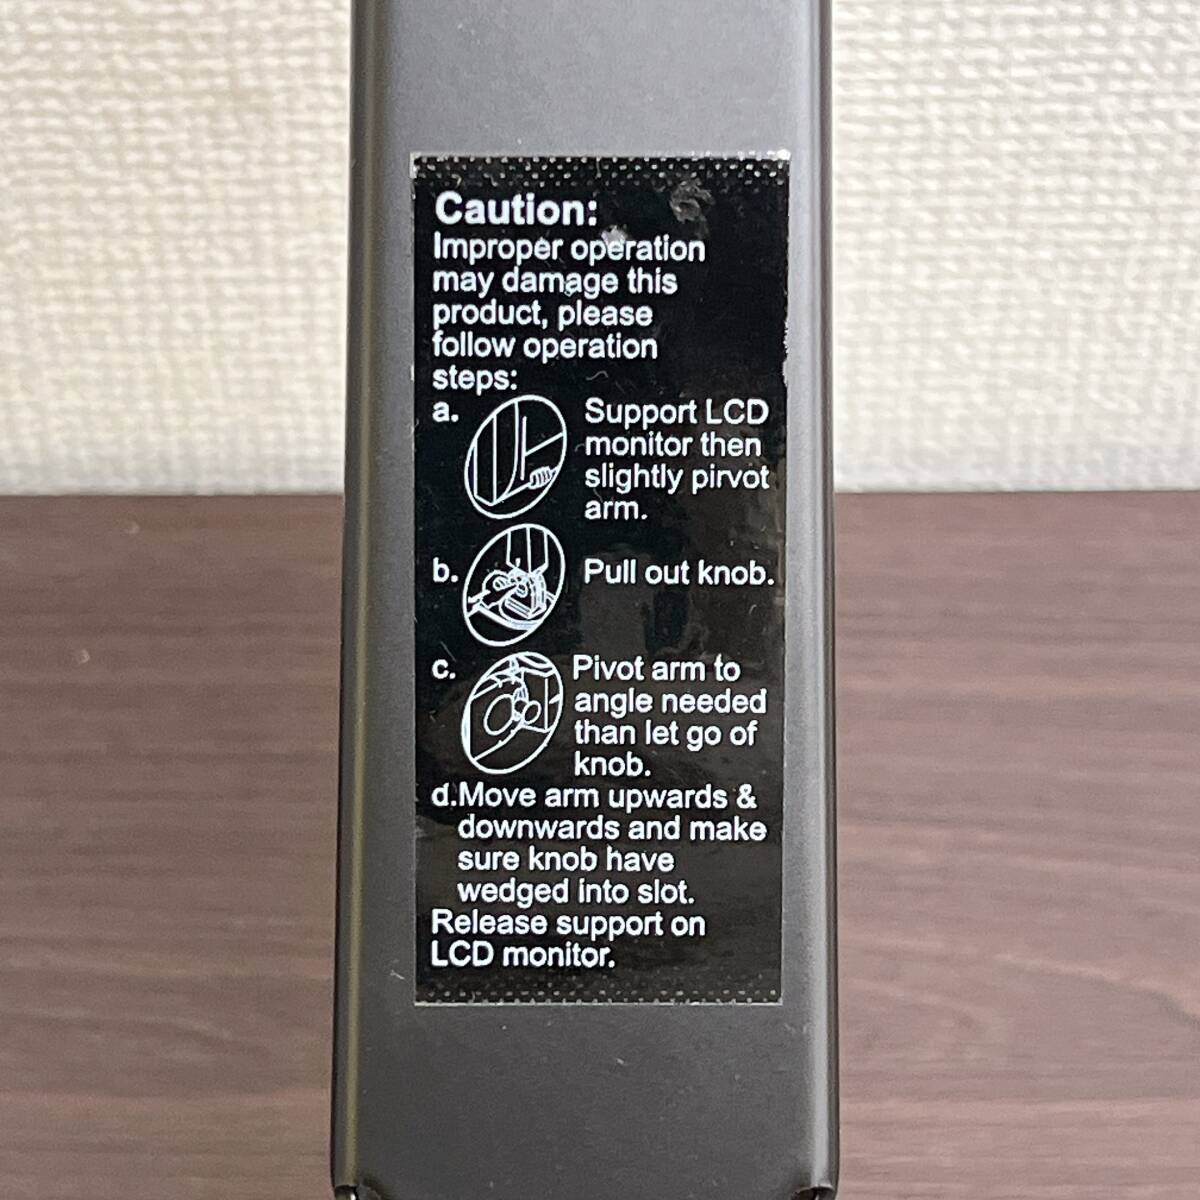 Caution:
Improper operation
may damage this
product, please
follow operation
steps:
a. Support LCD
monitor then
slightly pirvot
arm.
b. Pull out knob.
c. Pivot arm to
angle needed
than let go of
knob.
d.Move arm upwards &
downwards and make
sure knob have
wedged into slot.
Release support on
LCD monitor.